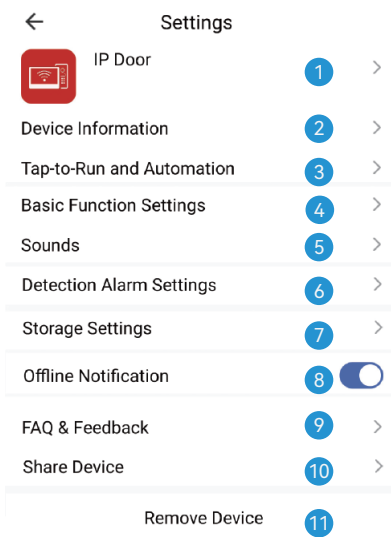 Settings
IP Door 1
Device Information 2
Tap-to-Run and Automation 3
Basic Function Settings 4
Sounds 5
Detection Alarm Settings 6
Storage Settings 7
Offline Notification 8
FAQ & Feedback 9
Share Device 10
Remove Device 11